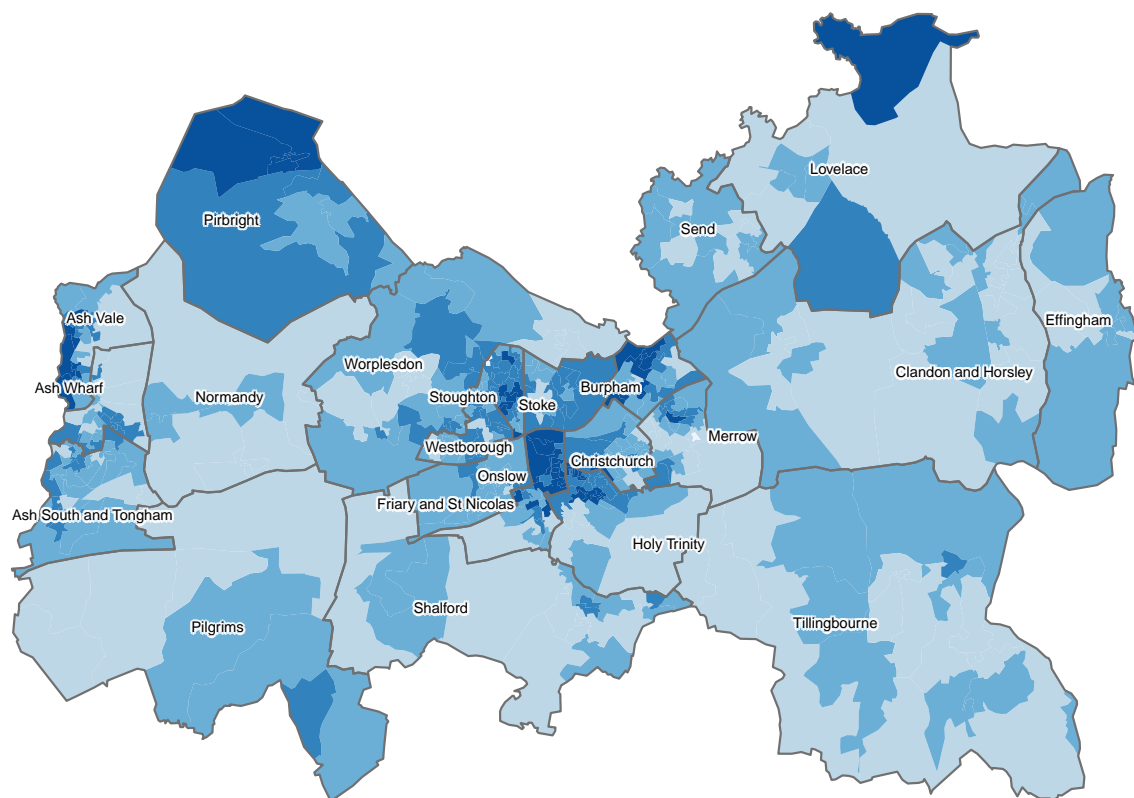 Lovelace
Pirbright
Send
Ash Vale
Effingham
Worplesdon
Clandon and Horsley
Ash Wharf
Burpham
Normandy
Stoughton
Stoke
Merrow
Westborough
Christchurch
Onslow
Friary and St Nicolas
Ash South and Tongham
Holy Trinity
Shalford
Tillingbourne
Pilgrims